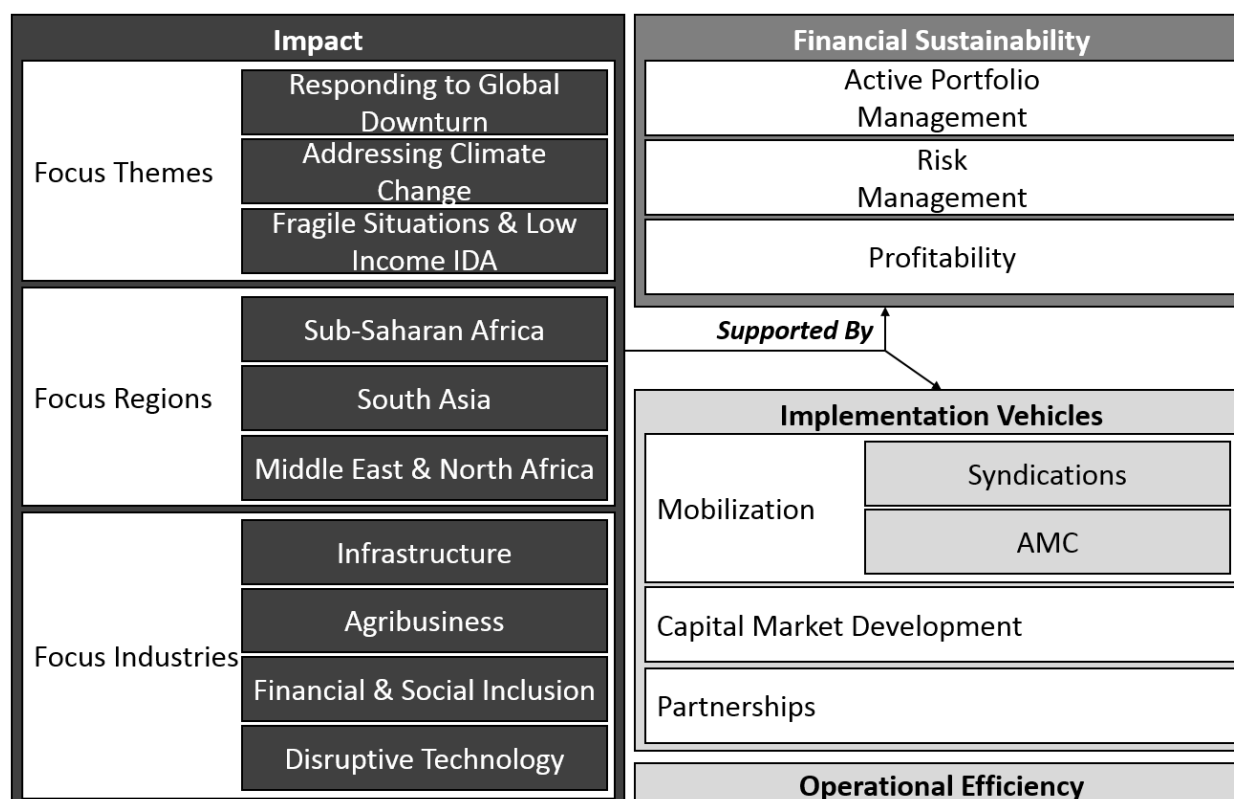 Impact
Focus Themes
Responding to Global
Downturn
Addressing Climate
Change
Fragile Situations & Low
Income IDA
Focus Regions
Sub-Saharan Africa
South Asia
Middle East & North Africa
Focus Industries
Infrastructure
Agribusiness
Financial & Social Inclusion
Disruptive Technology
Financial Sustainability
Active Portfolio
Management
Risk
Management
Profitability
Supported By
Implementation Vehicles
Mobilization
Syndications
AMC
Capital Market Development
Partnerships
Operational Efficiency